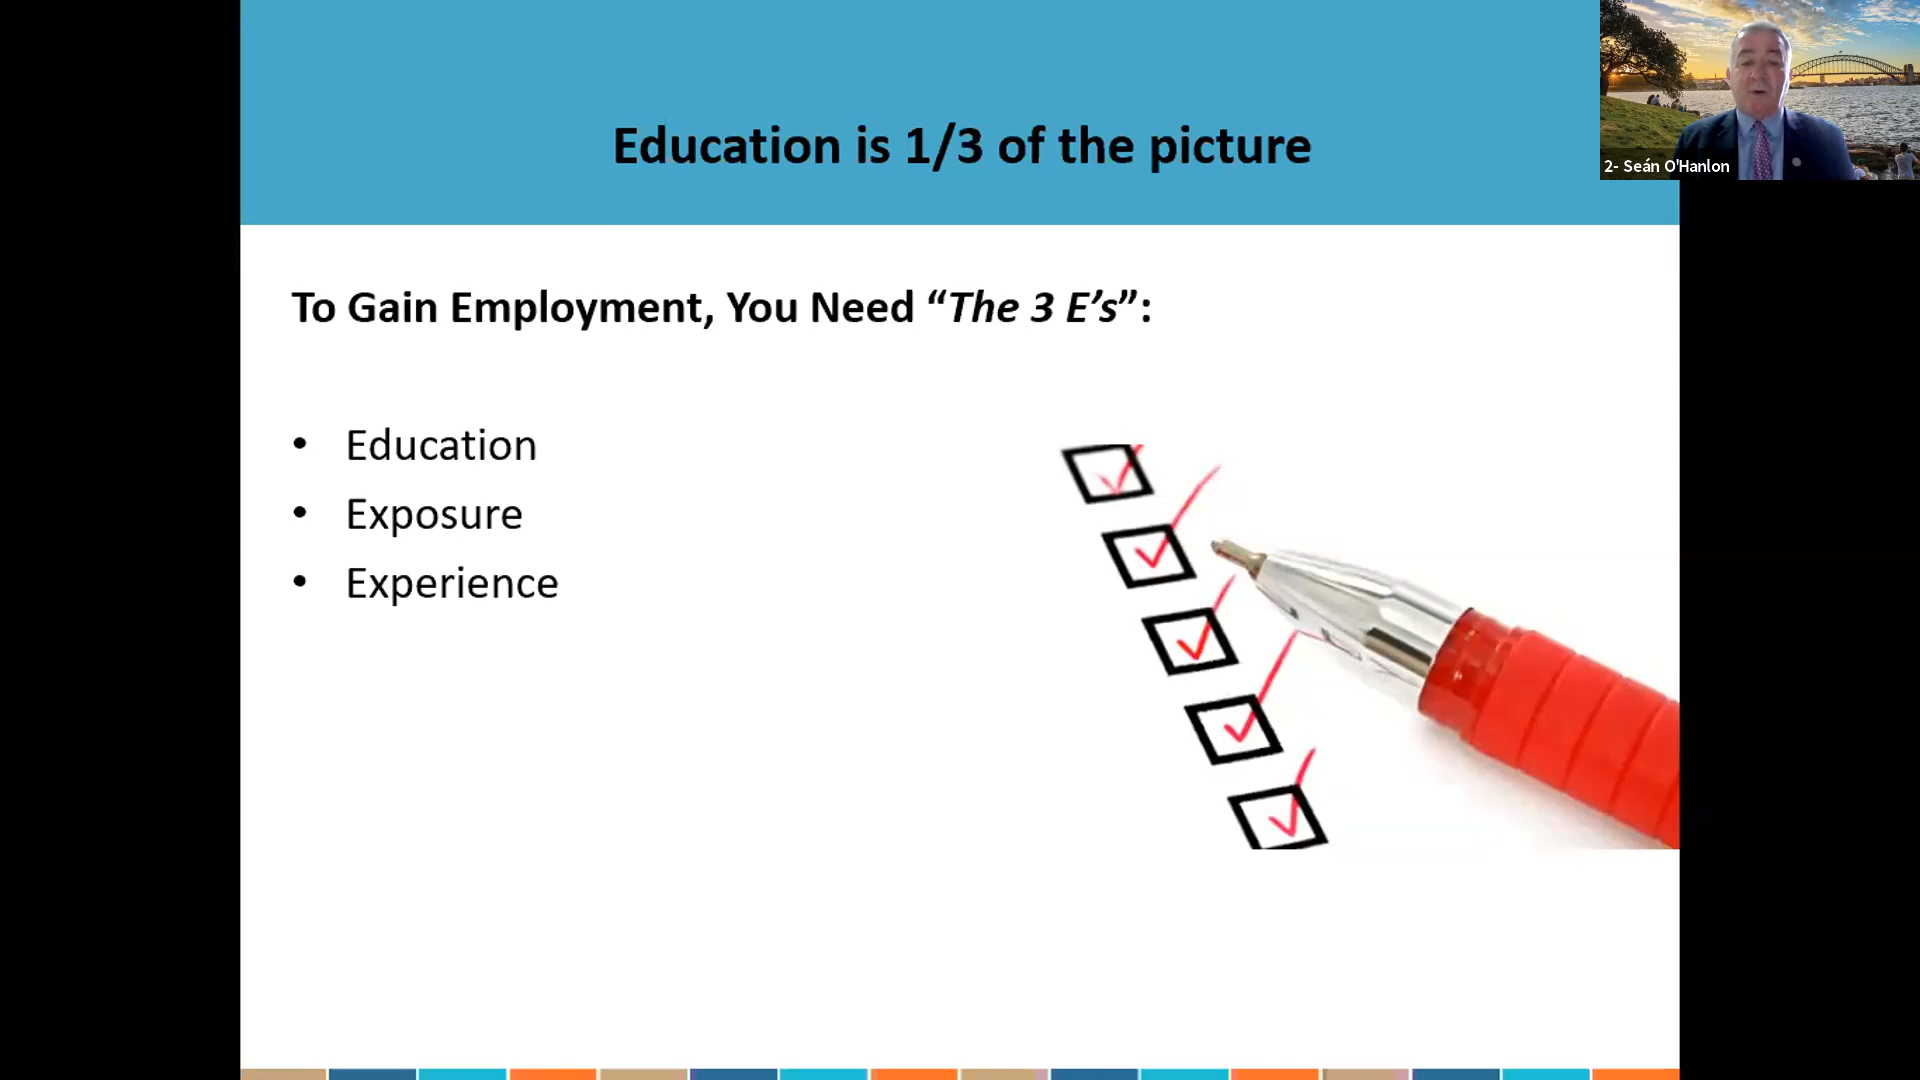 Education is 1/3 of the picture
2- Seán O'Hanlon
To Gain Employment, You Need “The 3 E’s”:
• Education
• Exposure
• Experience